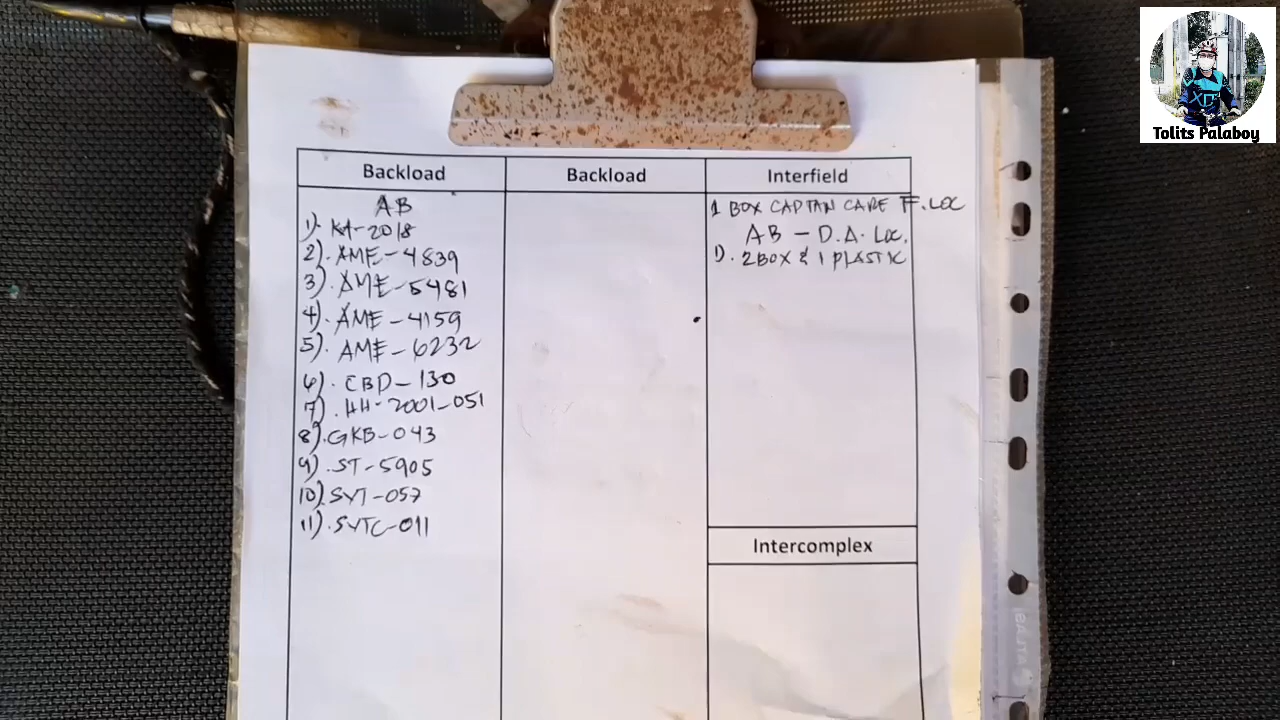 Tolits Palaboy
Backload
AB
1). KA-2018
2). AME-4839
3). AME-5481
4). AME-4159
5). AME-6232
6). CBD-130
7). HH-2001-051
8). GKB-043
9). ST-5905
10). SYT-057
11). SYTC-011
Backload
Interfield
1 BOX CAPTAN CARE F. LOC
AB - D.A. LOC.
1). 2BOX & 1 PLASTIC
Intercomplex